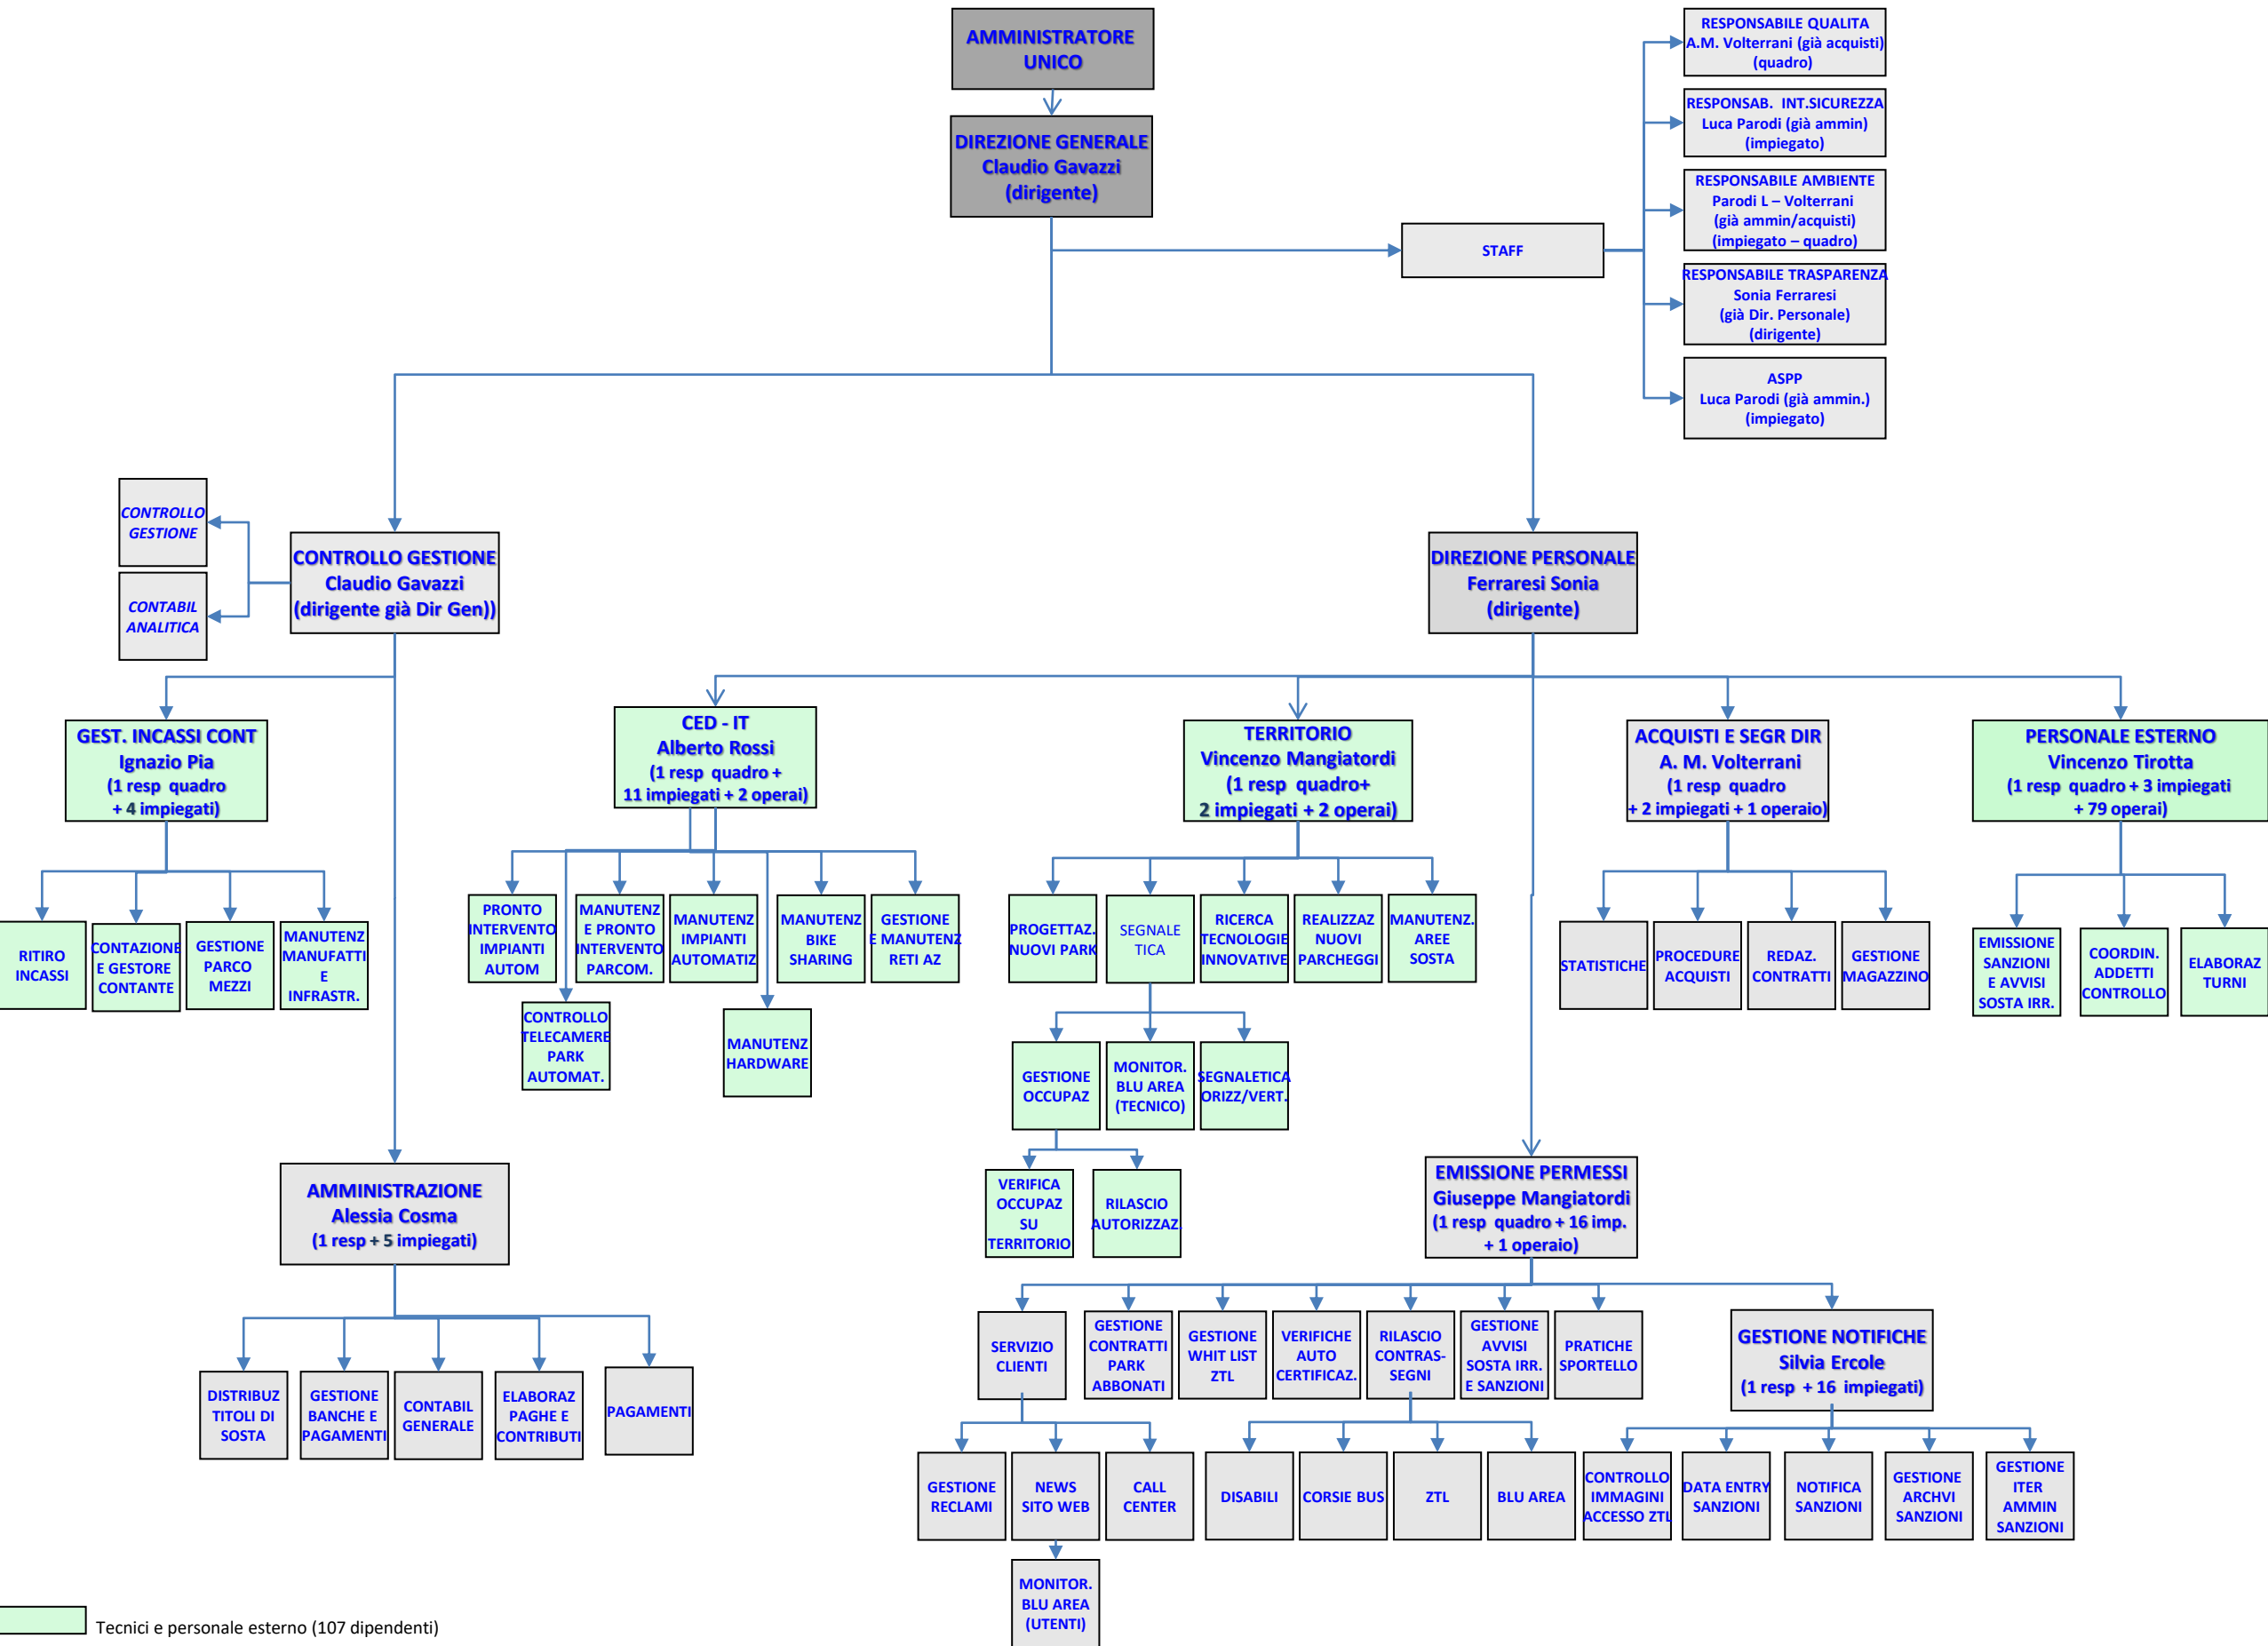 AMMINISTRATORE
UNICO
DIREZIONE GENERALE
Claudio Gavazzi
(dirigente)
STAFF
RESPONSABILE QUALITA
A.M. Volterrani (già acquisti)
(quadro)
RESPONSAB.  INT.SICUREZZA
Luca Parodi (già ammin)
(impiegato)
RESPONSABILE AMBIENTE
Parodi L – Volterrani
(già ammin/acquisti)
(impiegato – quadro)
RESPONSABILE TRASPARENZA
Sonia Ferraresi
(già Dir. Personale)
(dirigente)
ASPP
Luca Parodi (già ammin.)
(impiegato)
CONTROLLO
GESTIONE
CONTABIL
ANALITICA
CONTROLLO GESTIONE
Claudio Gavazzi
(dirigente già Dir Gen))
DIREZIONE PERSONALE
Ferraresi Sonia
(dirigente)
GEST. INCASSI CONT
Ignazio Pia
(1 resp  quadro
+ 4 impiegati)
CED - IT
Alberto Rossi
(1 resp  quadro +
11 impiegati + 2 operai)
TERRITORIO
Vincenzo Mangiatordi
(1 resp  quadro+
2 impiegati + 2 operai)
ACQUISTI E SEGR DIR
A. M. Volterrani
(1 resp  quadro
+ 2 impiegati + 1 operaio)
PERSONALE ESTERNO
Vincenzo Tirotta
(1 resp  quadro + 3 impiegati
+ 79 operai)
RITIRO
INCASSI
CONTAZIONE
E GESTORE
CONTANTE
GESTIONE
PARCO
MEZZI
MANUTENZ
MANUFATTI
E
INFRASTR.
PRONTO
INTERVENTO
IMPIANTI
AUTOM
MANUTENZ
E PRONTO
INTERVENTO
PARCOM.
MANUTENZ
IMPIANTI
AUTOMATIZ
MANUTENZ
BIKE
SHARING
GESTIONE
E MANUTENZ
RETI AZ
CONTROLLO
TELECAMERE
PARK
AUTOMAT.
MANUTENZ
HARDWARE
PROGETTAZ.
NUOVI PARK
SEGNALE
TICA
RICERCA
TECNOLOGIE
INNOVATIVE
REALIZZAZ
NUOVI
PARCHEGGI
MANUTENZ.
AREE
SOSTA
STATISTICHE
PROCEDURE
ACQUISTI
REDAZ.
CONTRATTI
GESTIONE
MAGAZZINO
EMISSIONE
SANZIONI
E AVVISI
SOSTA IRR.
COORDIN.
ADDETTI
CONTROLLO
ELABORAZ
TURNI
GESTIONE
OCCUPAZ
MONITOR.
BLU AREA
(TECNICO)
SEGNALETICA
ORIZZ/VERT.
VERIFICA
OCCUPAZ
SU
TERRITORIO
RILASCIO
AUTORIZZAZ.
AMMINISTRAZIONE
Alessia Cosma
(1 resp + 5 impiegati)
EMISSIONE PERMESSI
Giuseppe Mangiatordi
(1 resp  quadro + 16 imp.
+ 1 operaio)
DISTRIBUZ
TITOLI DI
SOSTA
GESTIONE
BANCHE E
PAGAMENTI
CONTABIL
GENERALE
ELABORAZ
PAGHE E
CONTRIBUTI
PAGAMENTI
SERVIZIO
CLIENTI
GESTIONE
CONTRATTI
PARK
ABBONATI
GESTIONE
WHIT LIST
ZTL
VERIFICHE
AUTO
CERTIFICAZ.
RILASCIO
CONTRAS-
SEGNI
GESTIONE
AVVISI
SOSTA IRR.
E SANZIONI
PRATICHE
SPORTELLO
GESTIONE NOTIFICHE
Silvia Ercole
(1 resp  + 16  impiegati)
GESTIONE
RECLAMI
NEWS
SITO WEB
CALL
CENTER
DISABILI
CORSIE BUS
ZTL
BLU AREA
CONTROLLO
IMMAGINI
ACCESSO ZTL
DATA ENTRY
SANZIONI
NOTIFICA
SANZIONI
GESTIONE
ARCHVI
SANZIONI
GESTIONE
ITER
AMMIN
SANZIONI
MONITOR.
BLU AREA
(UTENTI)
Tecnici e personale esterno (107 dipendenti)